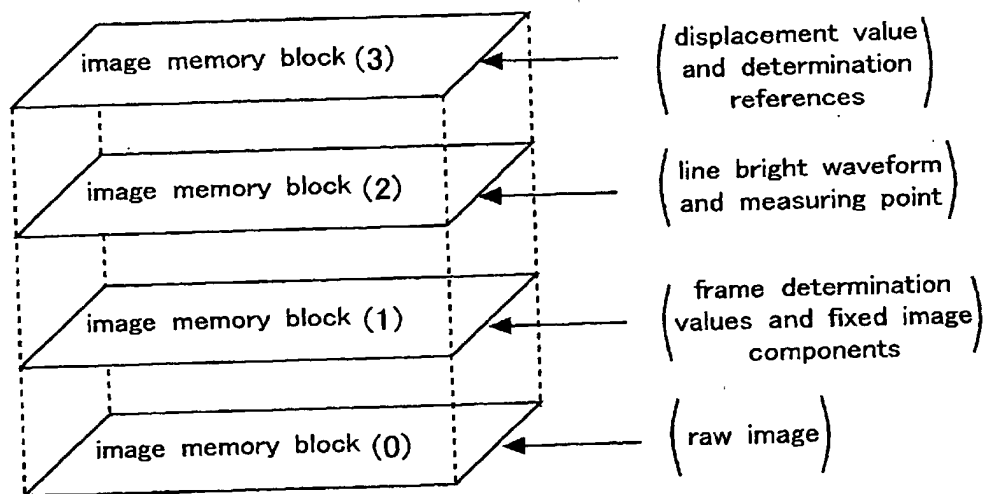 image memory block (3)
displacement value
and determination
references
image memory block (2)
line bright waveform
and measuring point
image memory block (1)
frame determination
values and fixed image
components
image memory block (0)
raw image